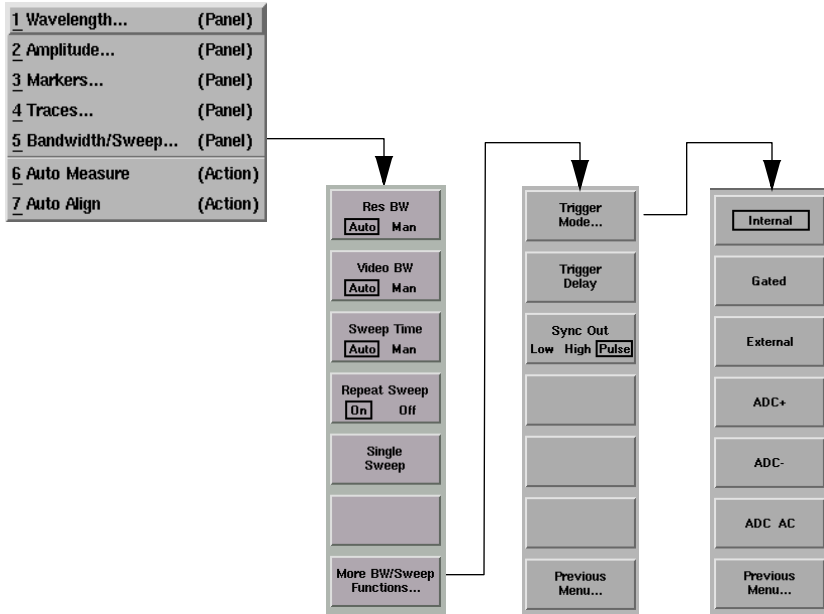 1 Wavelength... (Panel)
2 Amplitude... (Panel)
3 Markers... (Panel)
4 Traces... (Panel)
5 Bandwidth/Sweep... (Panel)
6 Auto Measure (Action)
7 Auto Align (Action)
Res BW
Auto Man
Video BW
Auto Man
Sweep Time
Auto Man
Repeat Sweep
On Off
Single
Sweep
More BW/Sweep
Functions...
Trigger
Mode...
Trigger
Delay
Sync Out
Low High Pulse
Previous
Menu...
Internal
Gated
External
ADC+
ADC-
ADC AC
Previous
Menu...